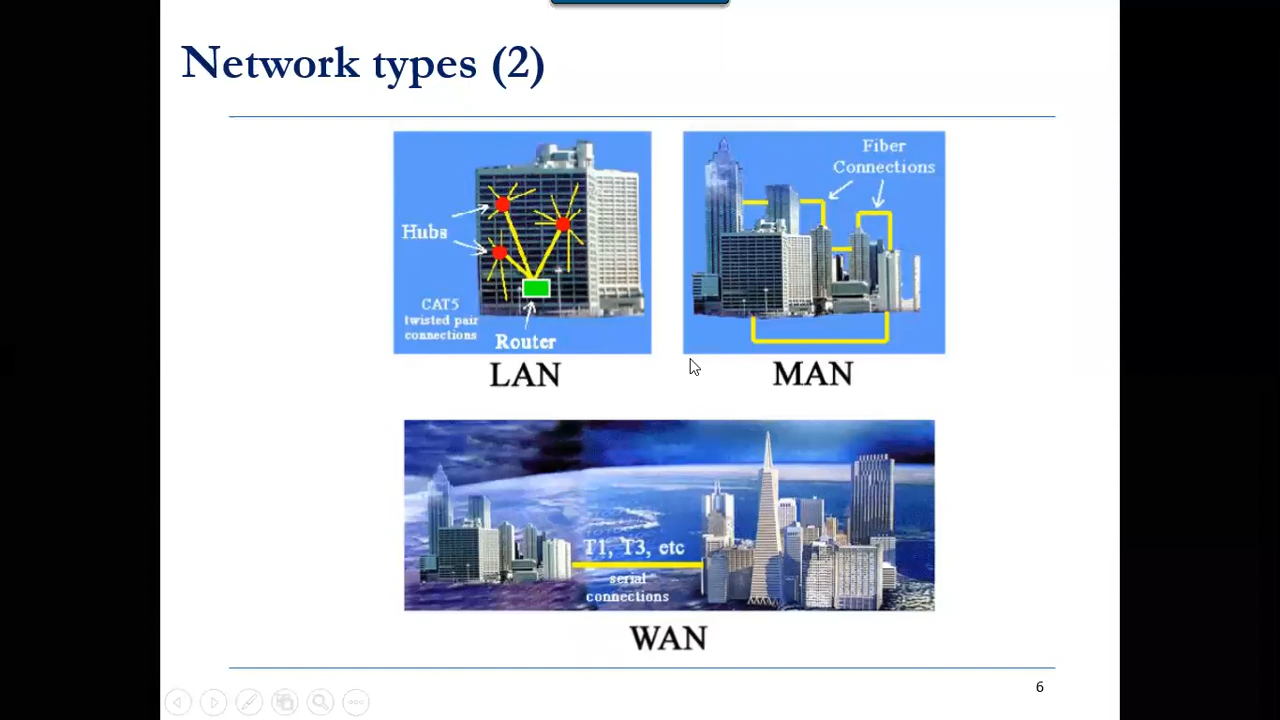 Network types (2)
Hubs
CAT5
twisted pair
connections
Router
LAN
Fiber
Connections
MAN
T1, T3, etc
serial
connections
WAN
6